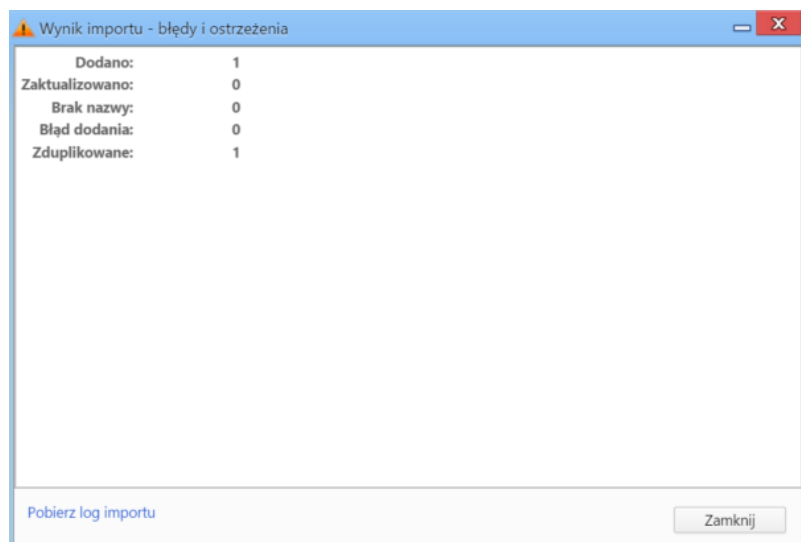 Wynik importu - błędy i ostrzeżenia
Dodano: 1
Zaktualizowano: 0
Brak nazwy: 0
Błąd dodania: 0
Zduplikowane: 1
Pobierz log importu
Zamknij